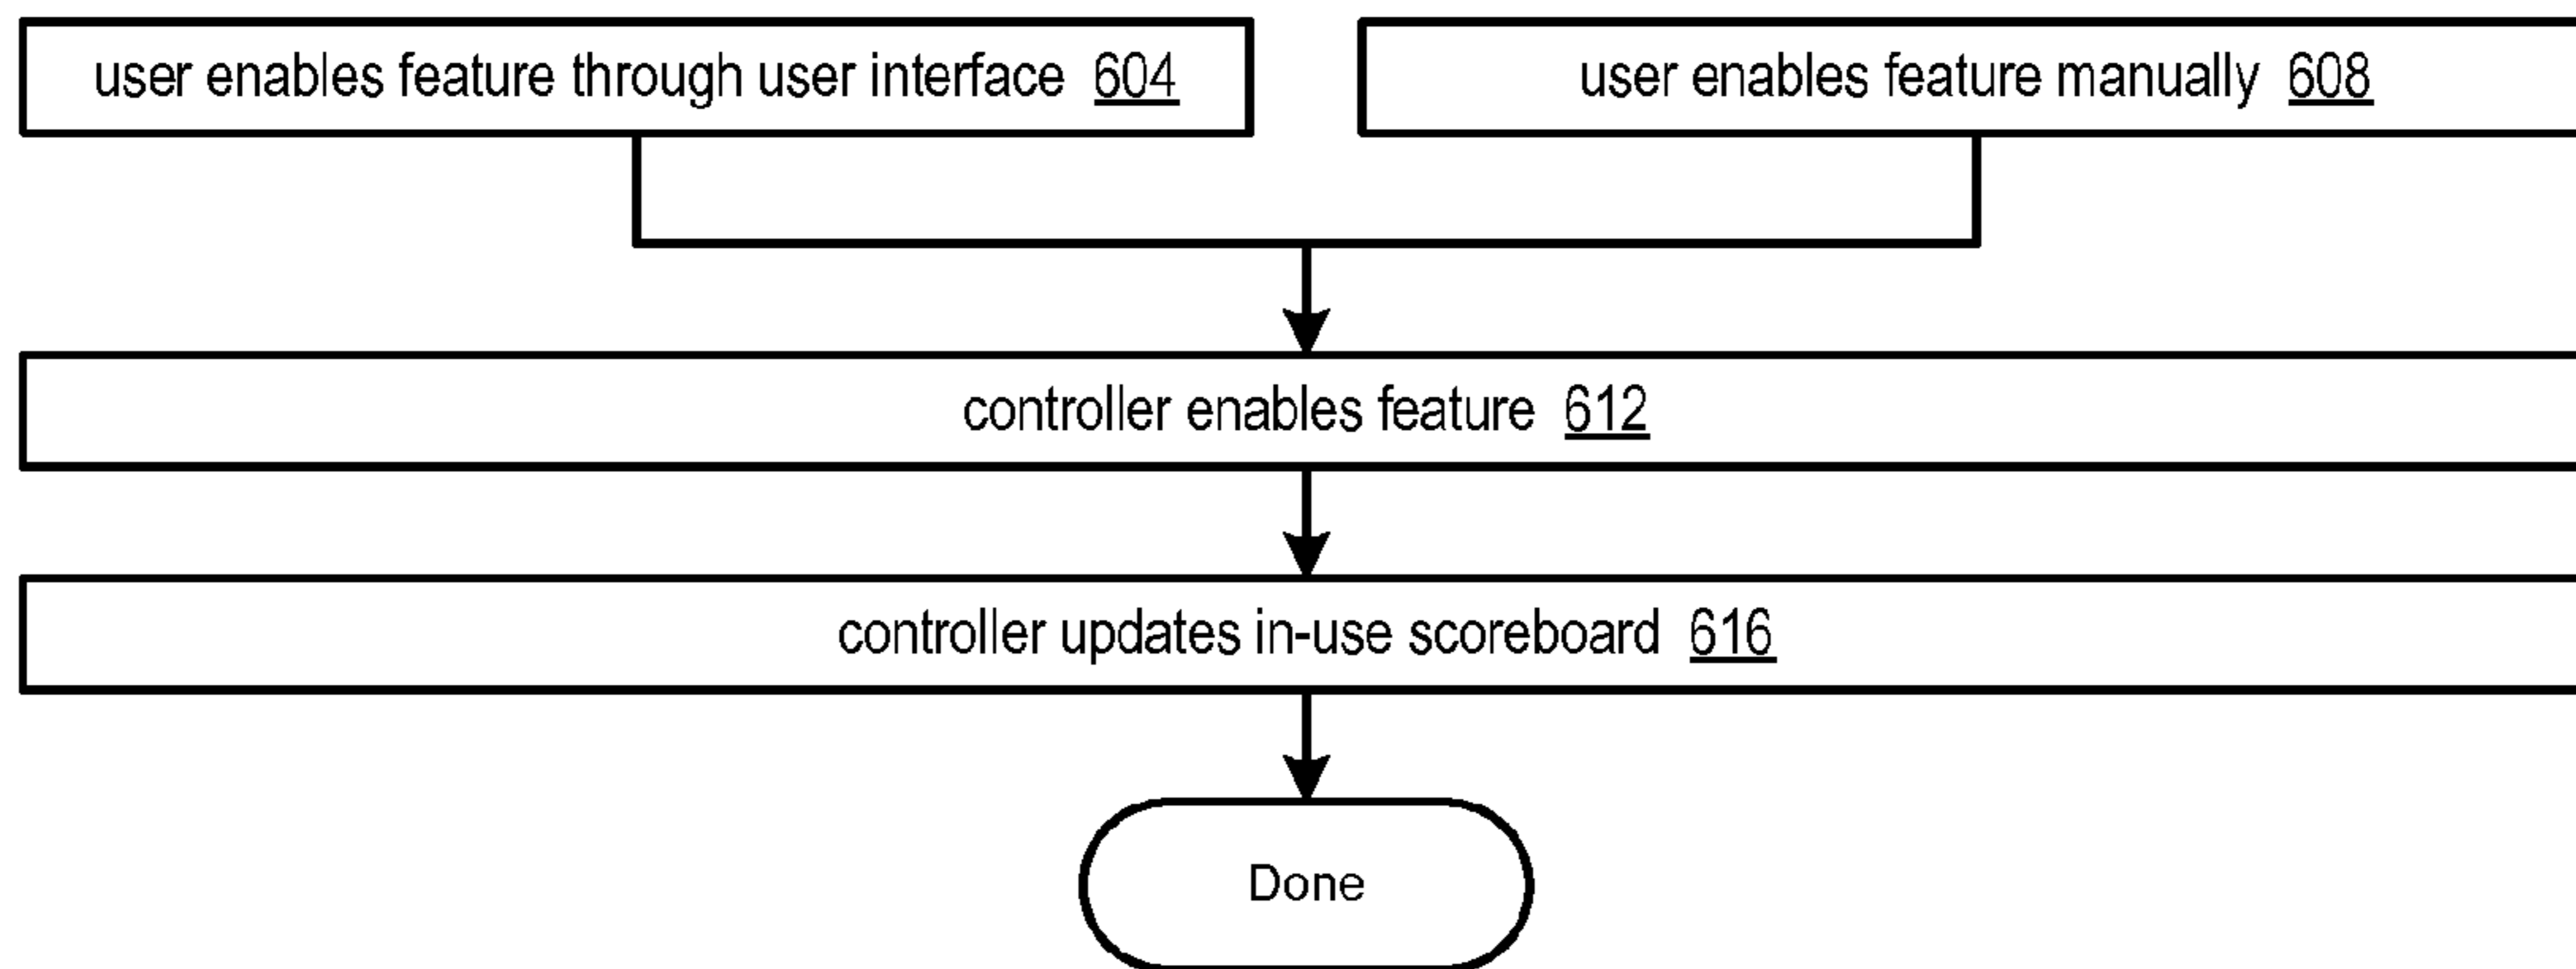 user enables feature through user interface 604
user enables feature manually 608
controller enables feature 612
controller updates in-use scoreboard 616
Done